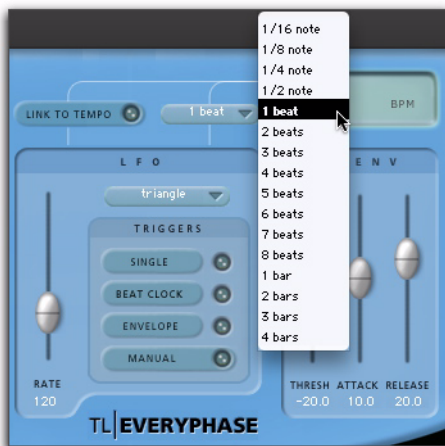 1/16 note
1/8 note
1/4 note
1/2 note
1 beat
2 beats
3 beats
4 beats
5 beats
6 beats
7 beats
8 beats
1 bar
2 bars
3 bars
4 bars
LINK TO TEMPO
1 beat
BPM
LFO
triangle
TRIGGERS
SINGLE
BEAT CLOCK
ENVELOPE
MANUAL
RATE
120
ENV
THRESH ATTACK RELEASE
-20.0 10.0 20.0
TL|EVERYPHASE